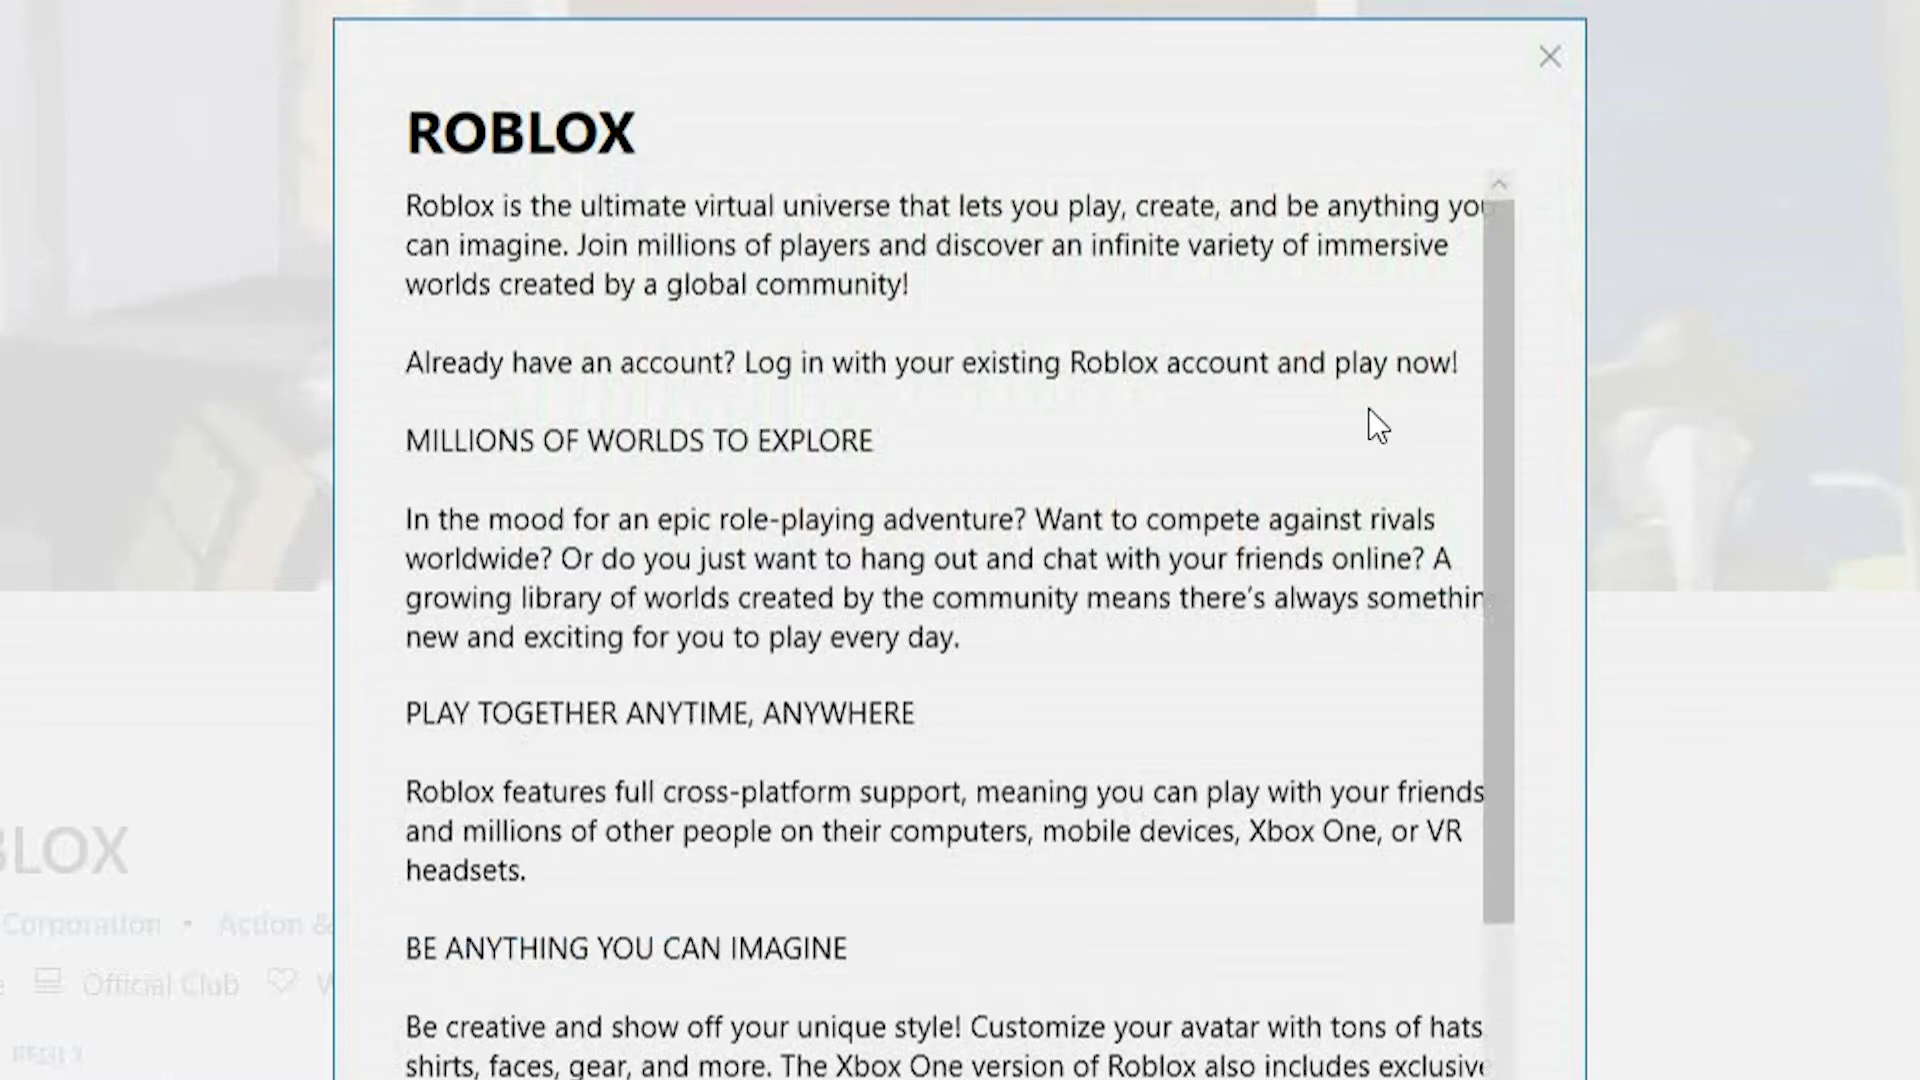 ROBLOX
Roblox is the ultimate virtual universe that lets you play, create, and be anything you
can imagine. Join millions of players and discover an infinite variety of immersive
worlds created by a global community!
Already have an account? Log in with your existing Roblox account and play now!
MILLIONS OF WORLDS TO EXPLORE
In the mood for an epic role-playing adventure? Want to compete against rivals
worldwide? Or do you just want to hang out and chat with your friends online? A
growing library of worlds created by the community means there's always somethin
new and exciting for you to play every day.
PLAY TOGETHER ANYTIME, ANYWHERE
Roblox features full cross-platform support, meaning you can play with your friends
and millions of other people on their computers, mobile devices, Xbox One, or VR
headsets.
BLOX
Corporation • Action &
BE ANYTHING YOU CAN IMAGINE
Official Club
Be creative and show off your unique style! Customize your avatar with tons of hats
shirts, faces, gear, and more. The Xbox One version of Roblox also includes exclusive